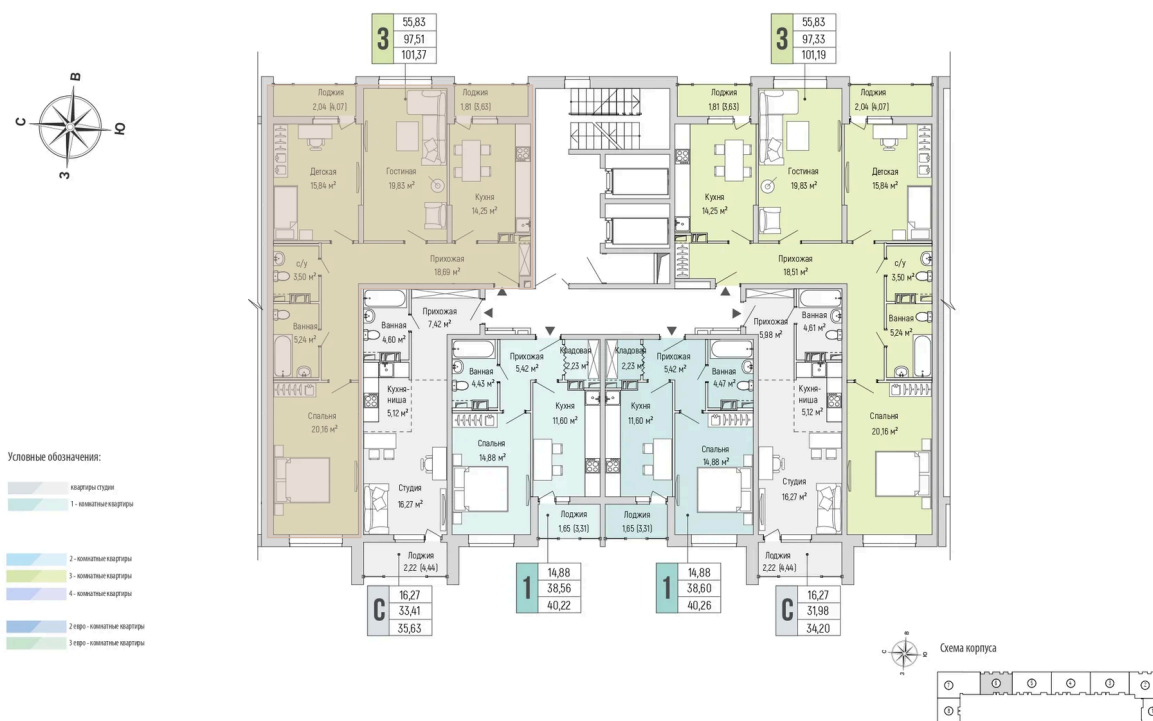 В
С
Ю
З
3
55,83
97,51
101,37
3
55,83
97,33
101,19
Лоджия
2,04 (4,07)
Лоджия
1,81 (3,63)
Лоджия
1,81 (3,63)
Лоджия
2,04 (4,07)
Детская
15,84 м²
Гостиная
19,83 м²
Кухня
14,25 м²
Кухня
14,25 м²
Гостиная
19,83 м²
Детская
15,84 м²
с/у
3,50 м²
Прихожая
18,69 м²
Прихожая
18,51 м²
с/у
3,50 м²
Ванная
5,24 м²
Ванная
4,60 м²
Прихожая
7,42 м²
Прихожая
5,98 м²
Ванная
4,61 м²
Ванная
5,24 м²
Ванная
4,43 м²
Прихожая
5,42 м²
Кладовая
2,23 м²
Кладовая
2,23 м²
Прихожая
5,42 м²
Ванная
4,47 м²
Спальня
20,16 м²
Кухня-
ниша
5,12 м²
Спальня
14,88 м²
Кухня
11,60 м²
Кухня
11,60 м²
Спальня
14,88 м²
Кухня-
ниша
5,12 м²
Спальня
20,16 м²
Студия
16,27 м²
Студия
16,27 м²
Лоджия
2,22 (4,44)
Лоджия
1,65 (3,31)
Лоджия
1,65 (3,31)
Лоджия
2,22 (4,44)
С
16,27
33,41
35,63
1
14,88
38,56
40,22
1
14,88
38,60
40,26
С
16,27
31,98
34,20
Условные обозначения:
квартиры студии
1 - комнатные квартиры
2 - комнатные квартиры
3 - комнатные квартиры
4 - комнатные квартиры
2 евро - комнатные квартиры
3 евро - комнатные квартиры
В
С
Ю
З
Схема корпуса
7
6
5
4
3
2
8